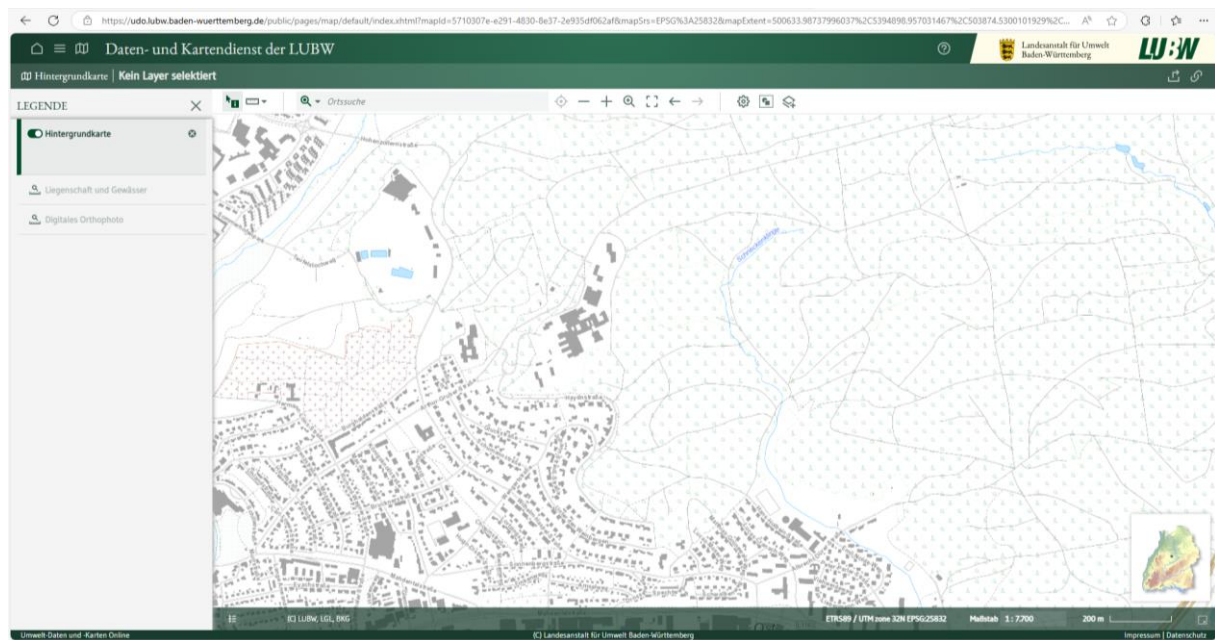 https://udo.lubw.baden-wuerttemberg.de/public/pages/map/default/index.xhtml?mapId=5710307e-e291-4830-8e37-2e935df062af&mapSrs=EPSG%3A25832&mapExtent=500633.98737996037%2C5394898.957031467%2C503874.5300101929%2C...
Daten- und Kartendienst der LUBW
Landesanstalt für Umwelt
Baden-Württemberg
LUBW
Hintergrundkarte | Kein Layer selektiert
LEGENDE
Ortssuche
Hintergrundkarte
Liegenschaft und Gewässer
Digitales Orthophoto
(C) LUBW, LGL, BKG
ETRS89 / UTM zone 32N EPSG:25832
Maßstab 1 : 7.700
200 m
Umwelt-Daten und -Karten Online
(C) Landesanstalt für Umwelt Baden-Württemberg
Impressum | Datenschutz